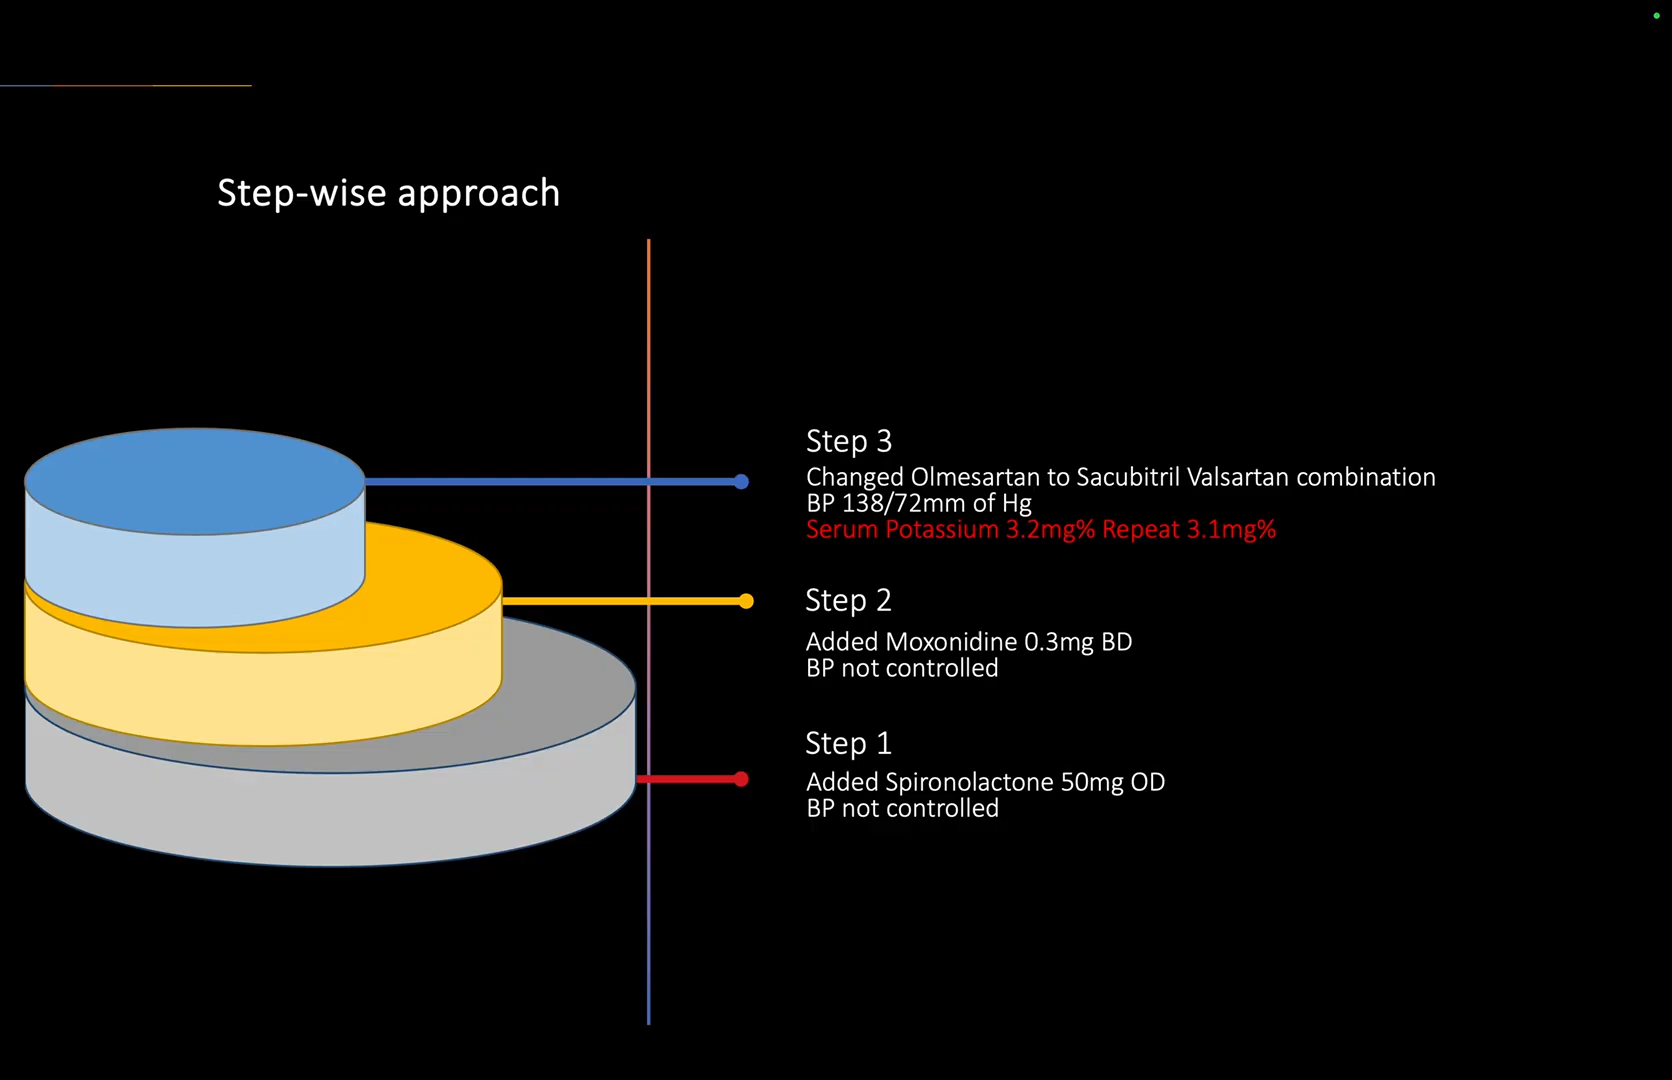 Step-wise approach
Step 3
Changed Olmesartan to Sacubitril Valsartan combination
BP 138/72mm of Hg
Serum Potassium 3.2mg% Repeat 3.1mg%
Step 2
Added Moxonidine 0.3mg BD
BP not controlled
Step 1
Added Spironolactone 50mg OD
BP not controlled